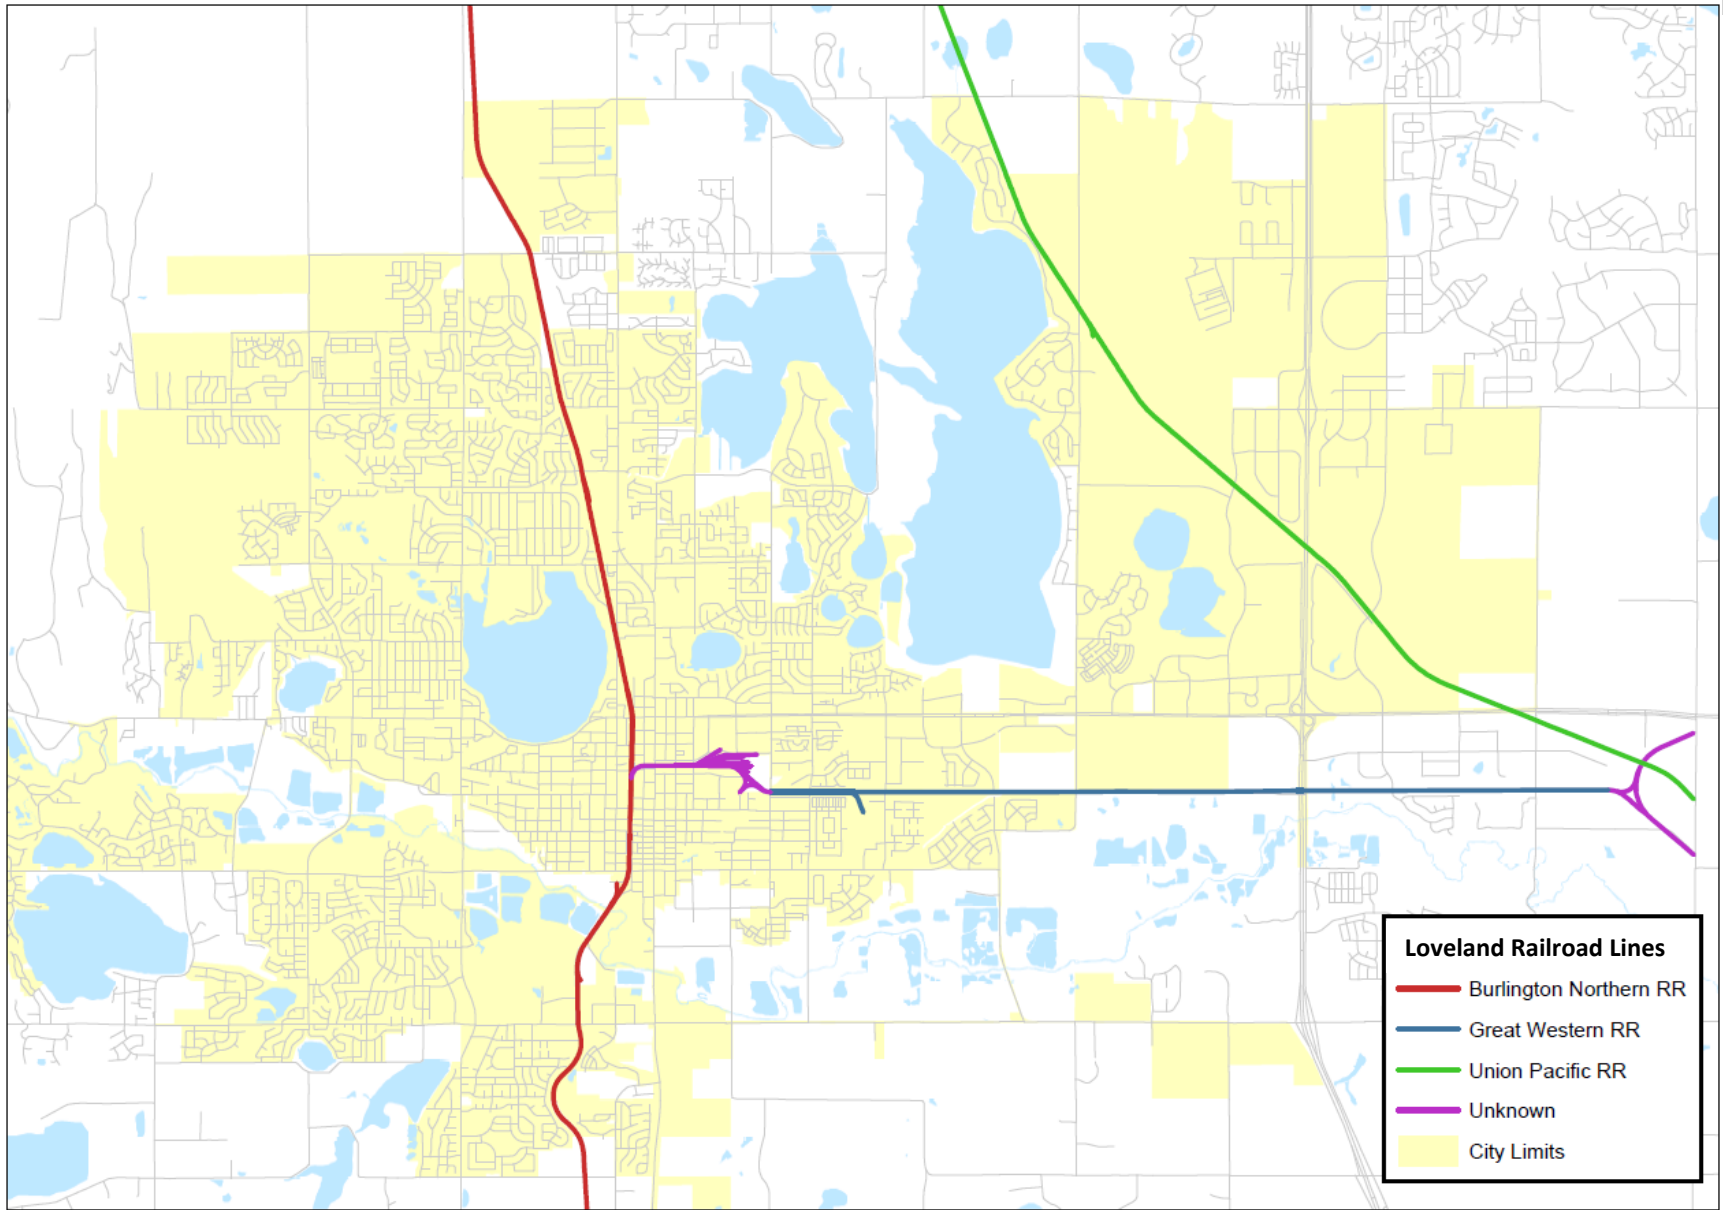 Loveland Railroad Lines
Burlington Northern RR
Great Western RR
Union Pacific RR
Unknown
City Limits